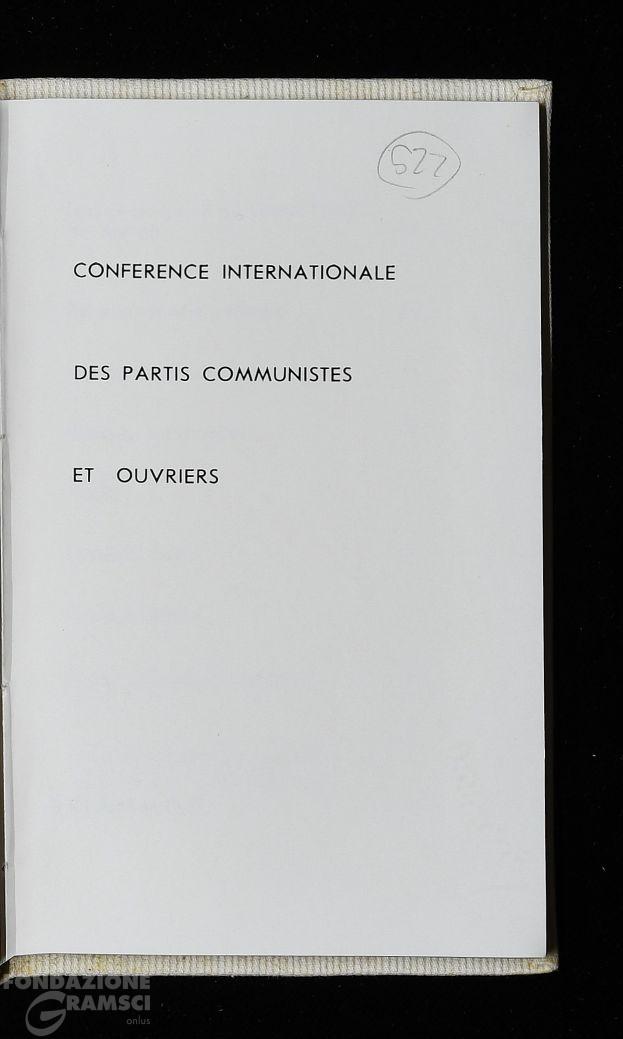 522
CONFERENCE INTERNATIONALE
DES PARTIS COMMUNISTES
ET OUVRIERS
FONDAZIONE
GRAMSCI
onlus